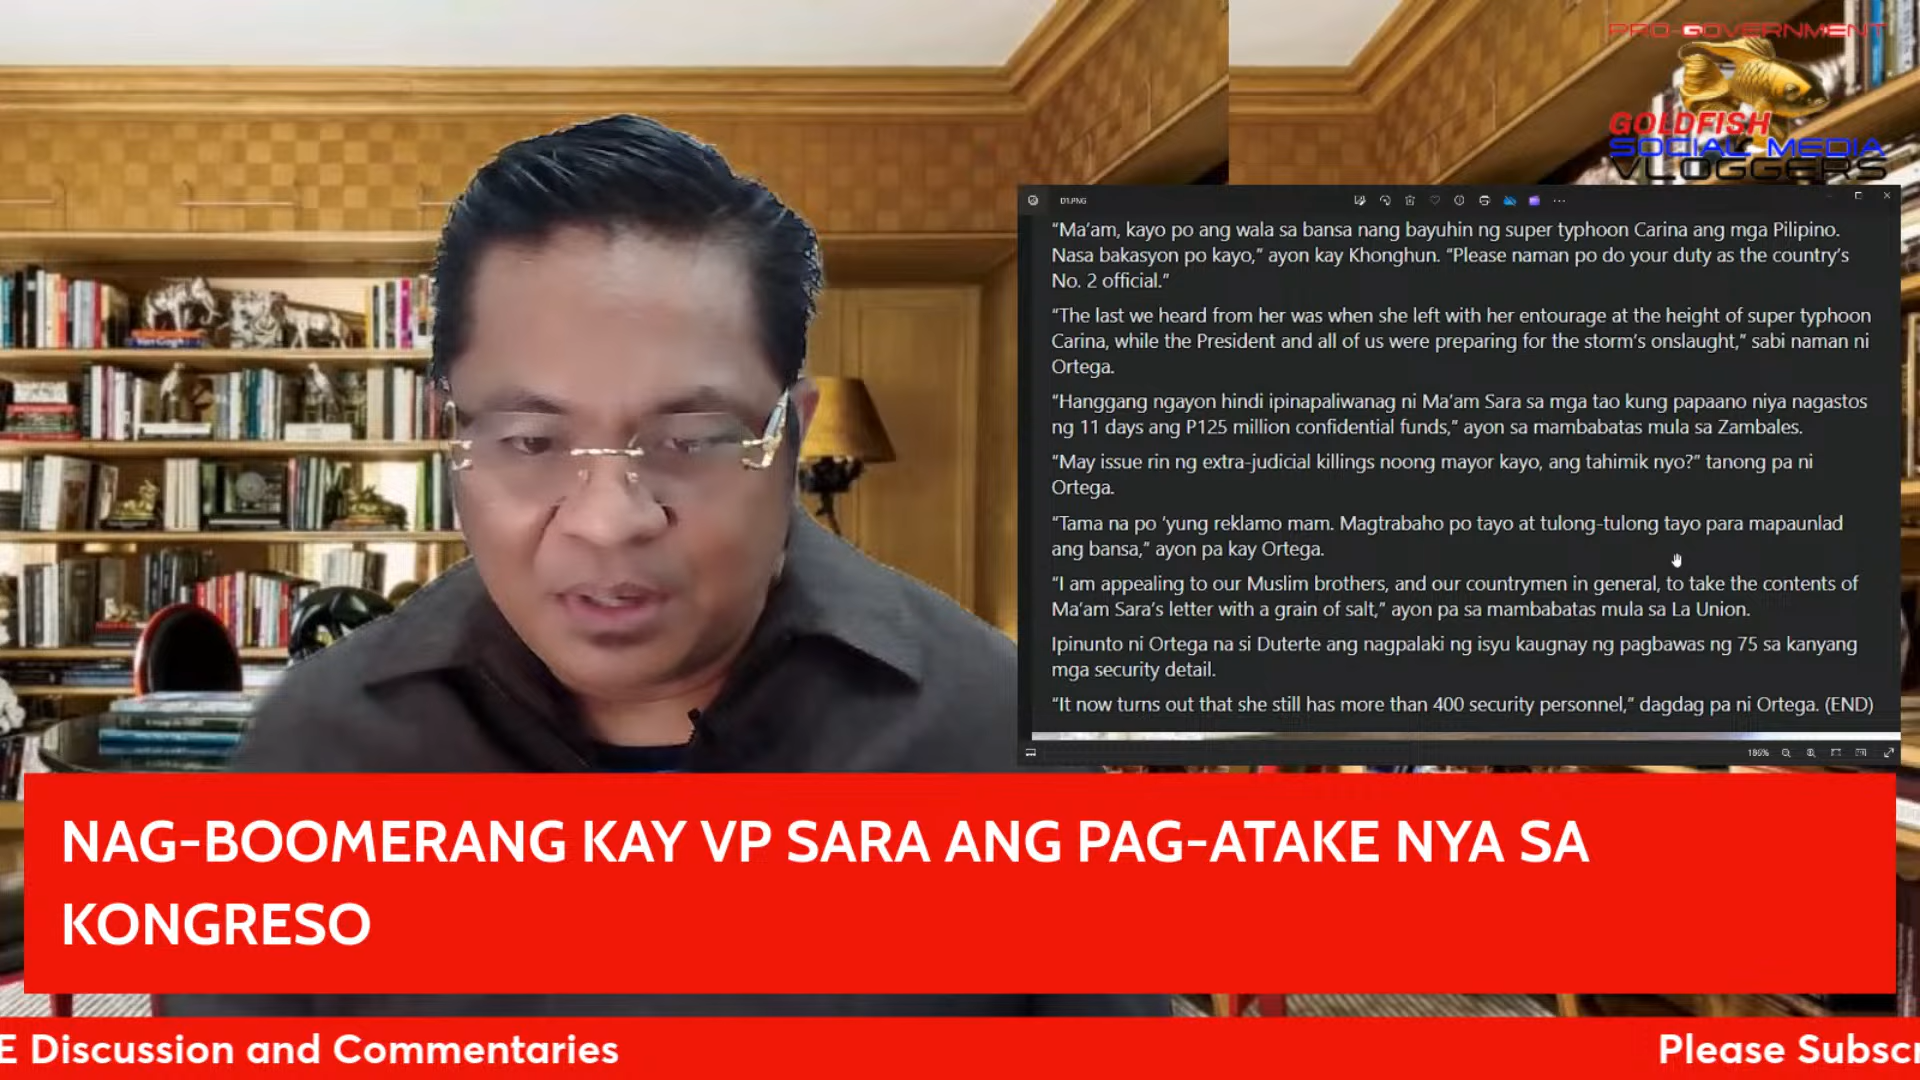 PRO-GOVERNMENT
GOLDFISH
SOCIAL MEDIA
VLOGGERS
D1.PNG
“Ma’am, kayo po ang wala sa bansa nang bayuhin ng super typhoon Carina ang mga Pilipino.
Nasa bakasyon po kayo,” ayon kay Khonghun. “Please naman po do your duty as the country’s
No. 2 official.”
“The last we heard from her was when she left with her entourage at the height of super typhoon
Carina, while the President and all of us were preparing for the storm’s onslaught,” sabi naman ni
Ortega.
“Hanggang ngayon hindi ipinapaliwanag ni Ma’am Sara sa mga tao kung papaano niya nagastos
ng 11 days ang P125 million confidential funds,” ayon sa mambabatas mula sa Zambales.
“May issue rin ng extra-judicial killings noong mayor kayo, ang tahimik nyo?” tanong pa ni
Ortega.
“Tama na po ’yung reklamo mam. Magtrabaho po tayo at tulong-tulong tayo para mapaunlad
ang bansa,” ayon pa kay Ortega.
“I am appealing to our Muslim brothers, and our countrymen in general, to take the contents of
Ma’am Sara’s letter with a grain of salt,” ayon pa sa mambabatas mula sa La Union.
Ipinunto ni Ortega na si Duterte ang nagpalaki ng isyu kaugnay ng pagbawas ng 75 sa kanyang
mga security detail.
“It now turns out that she still has more than 400 security personnel,” dagdag pa ni Ortega. (END)
186%
NAG-BOOMERANG KAY VP SARA ANG PAG-ATAKE NYA SA
KONGRESO
E Discussion and Commentaries
Please Subscr